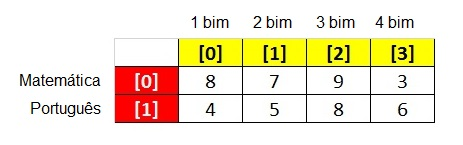 1 bim 2 bim 3 bim 4 bim
[0] [1] [2] [3]
Matemática [0] 8 7 9 3
Português [1] 4 5 8 6